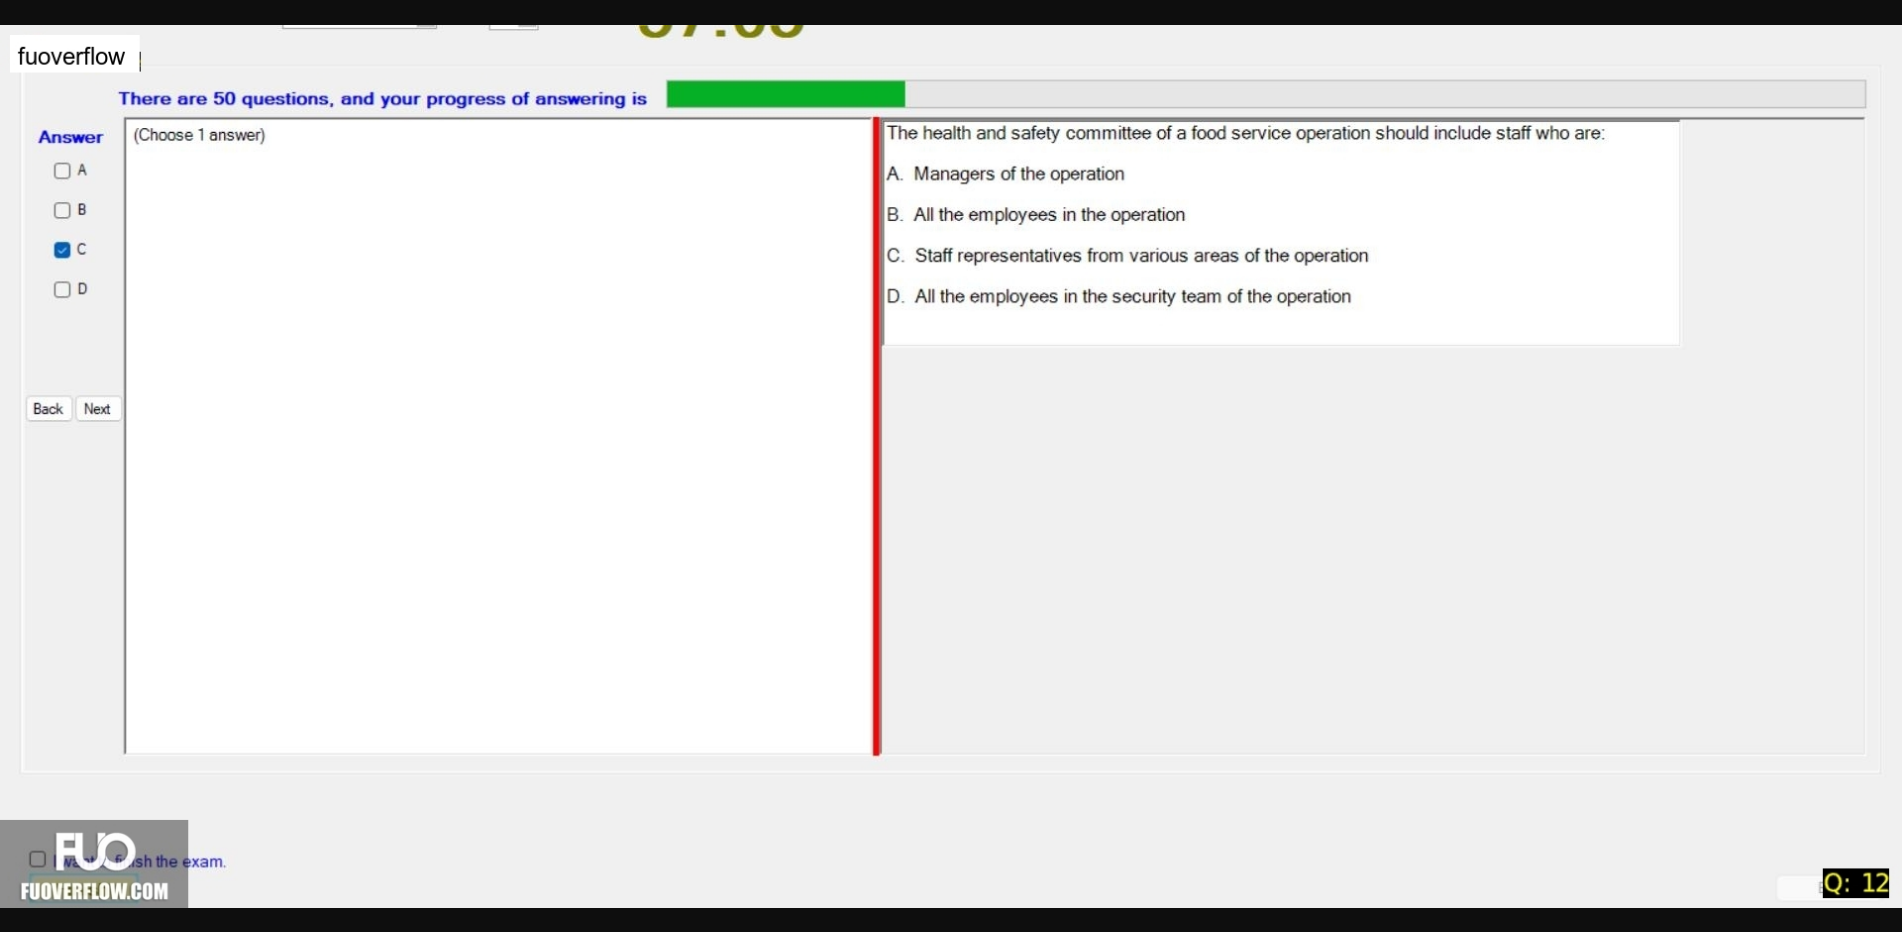 fuoverflow
There are 50 questions, and your progress of answering is
Answer
(Choose 1 answer)
A
B
C
D
Back
Next
The health and safety committee of a food service operation should include staff who are:
A. Managers of the operation
B. All the employees in the operation
C. Staff representatives from various areas of the operation
D. All the employees in the security team of the operation
FUO
the exam.
FUOVERFLOW.COM
Q: 12